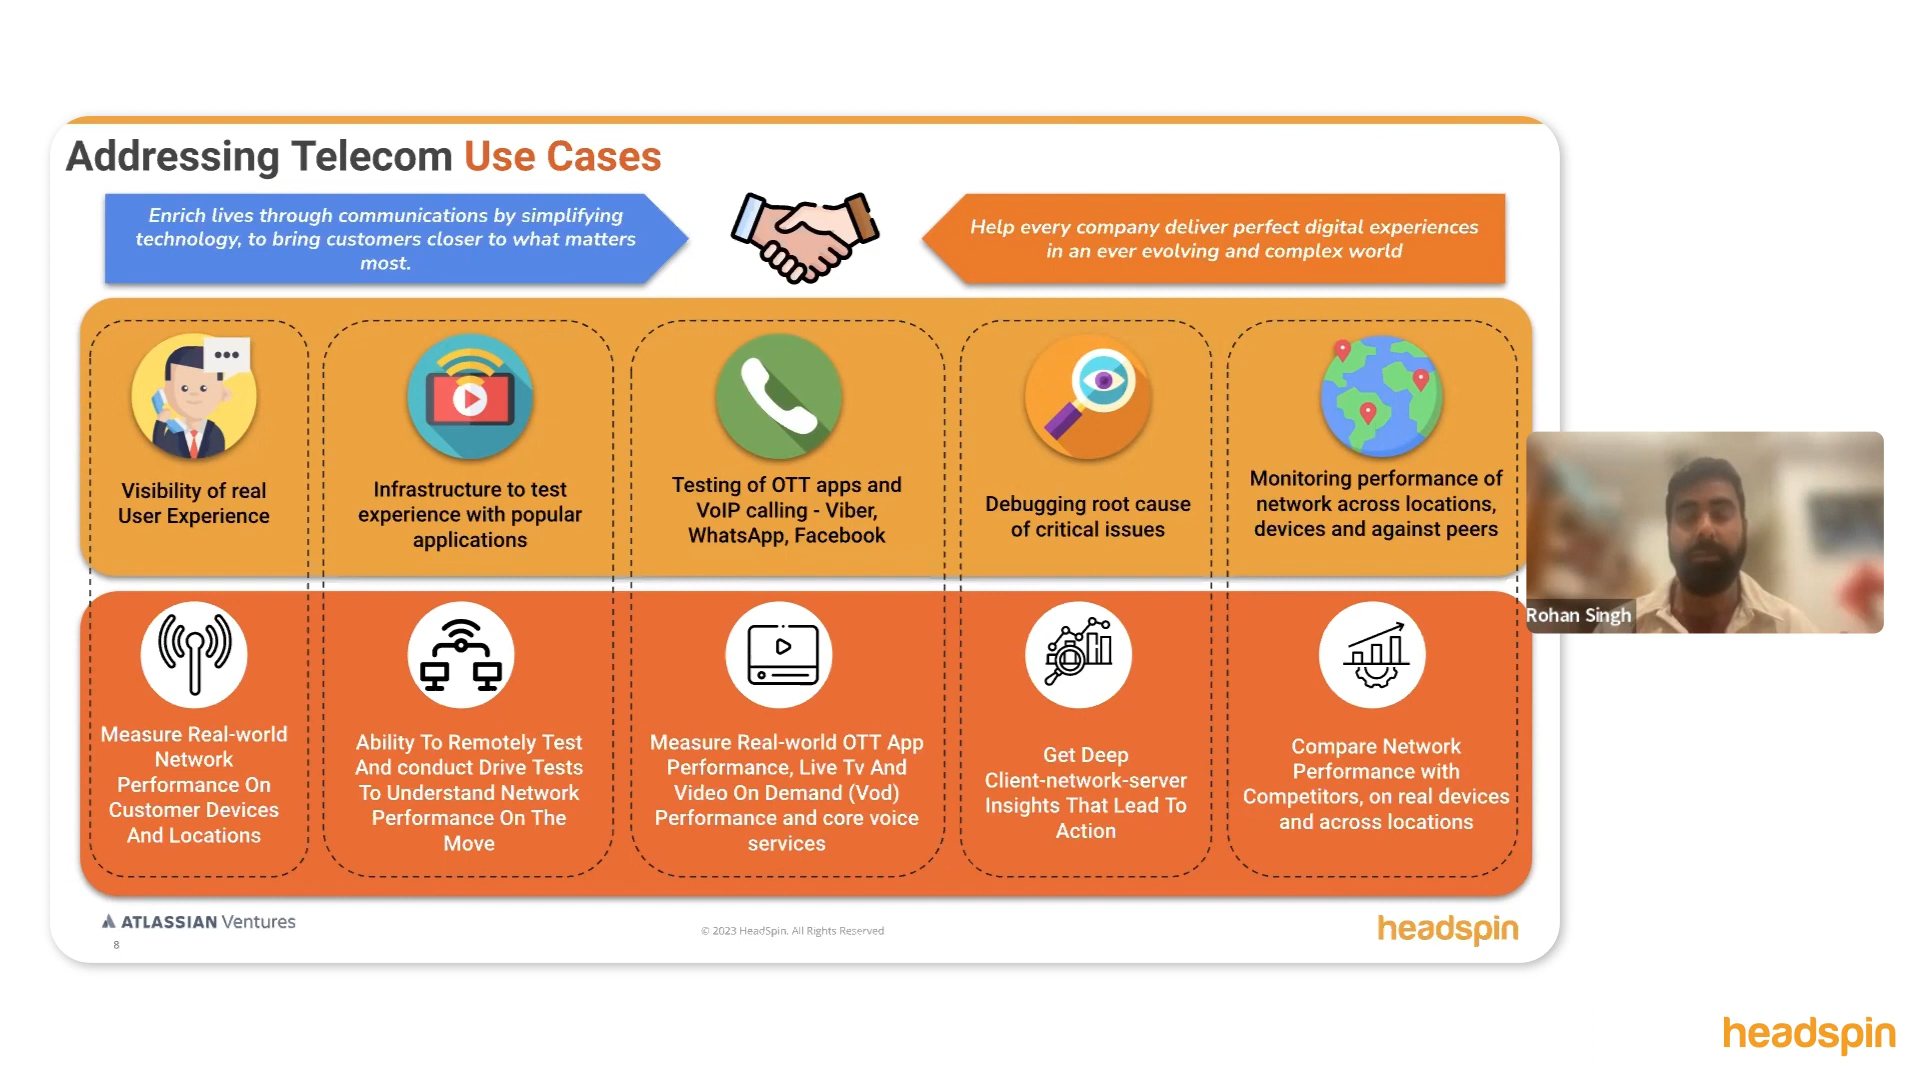 Addressing Telecom Use Cases
Enrich lives through communications by simplifying
technology, to bring customers closer to what matters
most.
Help every company deliver perfect digital experiences
in an ever evolving and complex world
Visibility of real
User Experience
Infrastructure to test
experience with popular
applications
Testing of OTT apps and
VoIP calling - Viber,
WhatsApp, Facebook
Debugging root cause
of critical issues
Monitoring performance of
network across locations,
devices and against peers
Measure Real-world
Network
Performance On
Customer Devices
And Locations
Ability To Remotely Test
And conduct Drive Tests
To Understand Network
Performance On The
Move
Measure Real-world OTT App
Performance, Live Tv And
Video On Demand (Vod)
Performance and core voice
services
Get Deep
Client-network-server
Insights That Lead To
Action
Compare Network
Performance with
Competitors, on real devices
and across locations
Rohan Singh
ATLASSIAN Ventures
8
© 2023 HeadSpin. All Rights Reserved
headspin
headspin